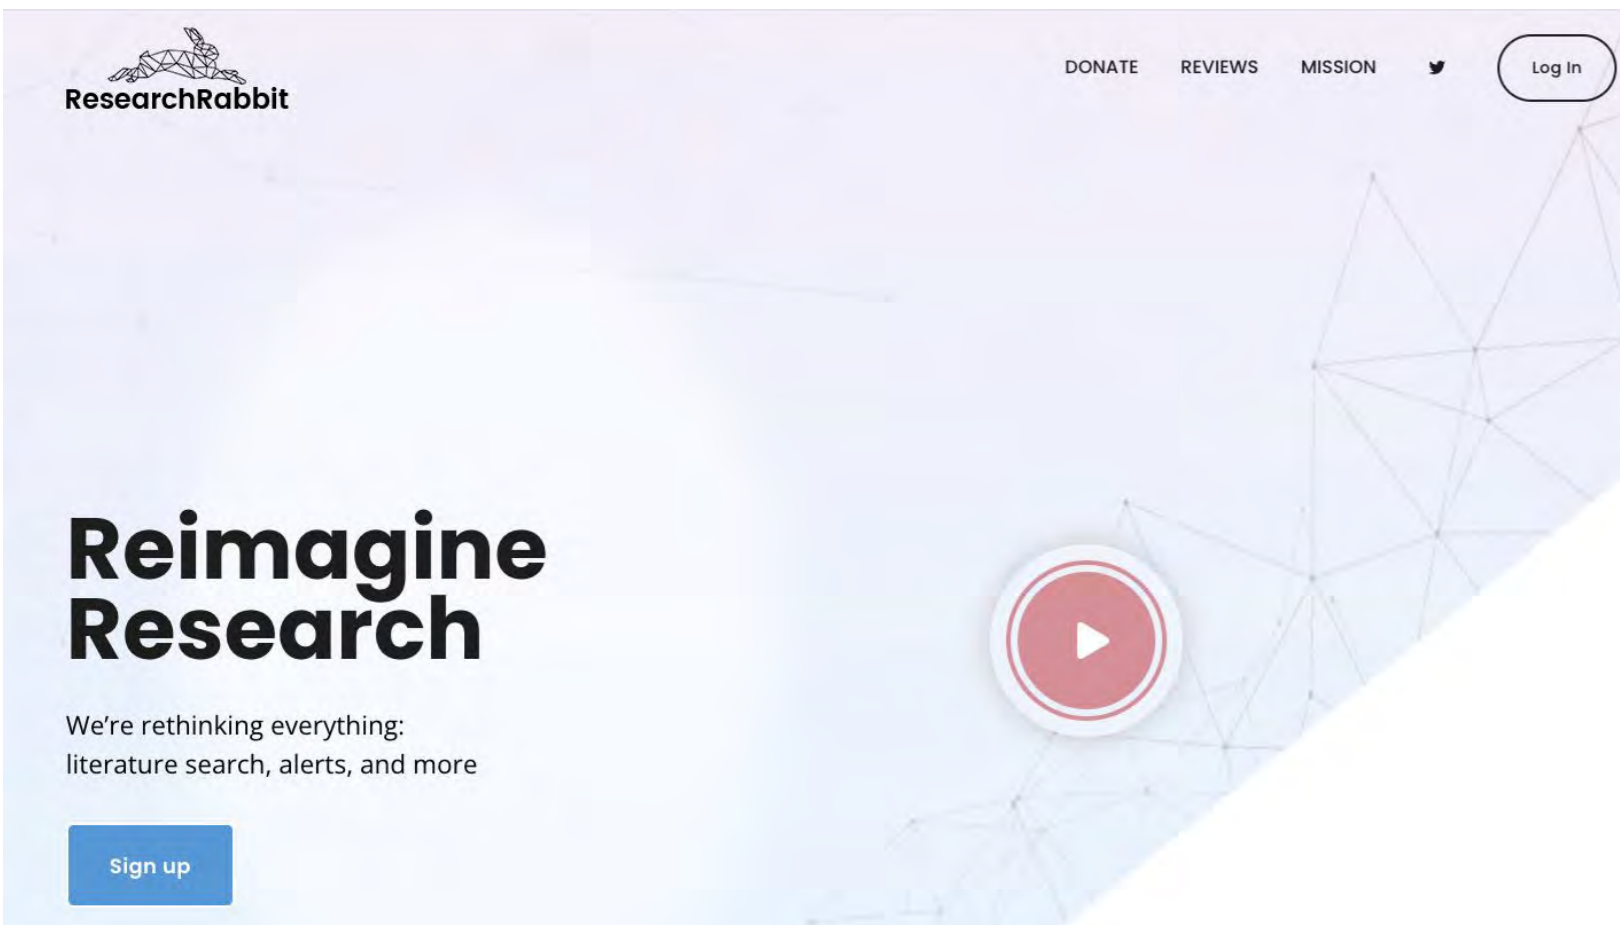 ResearchRabbit
DONATE REVIEWS MISSION Log In
Reimagine
Research
We’re rethinking everything:
literature search, alerts, and more
Sign up